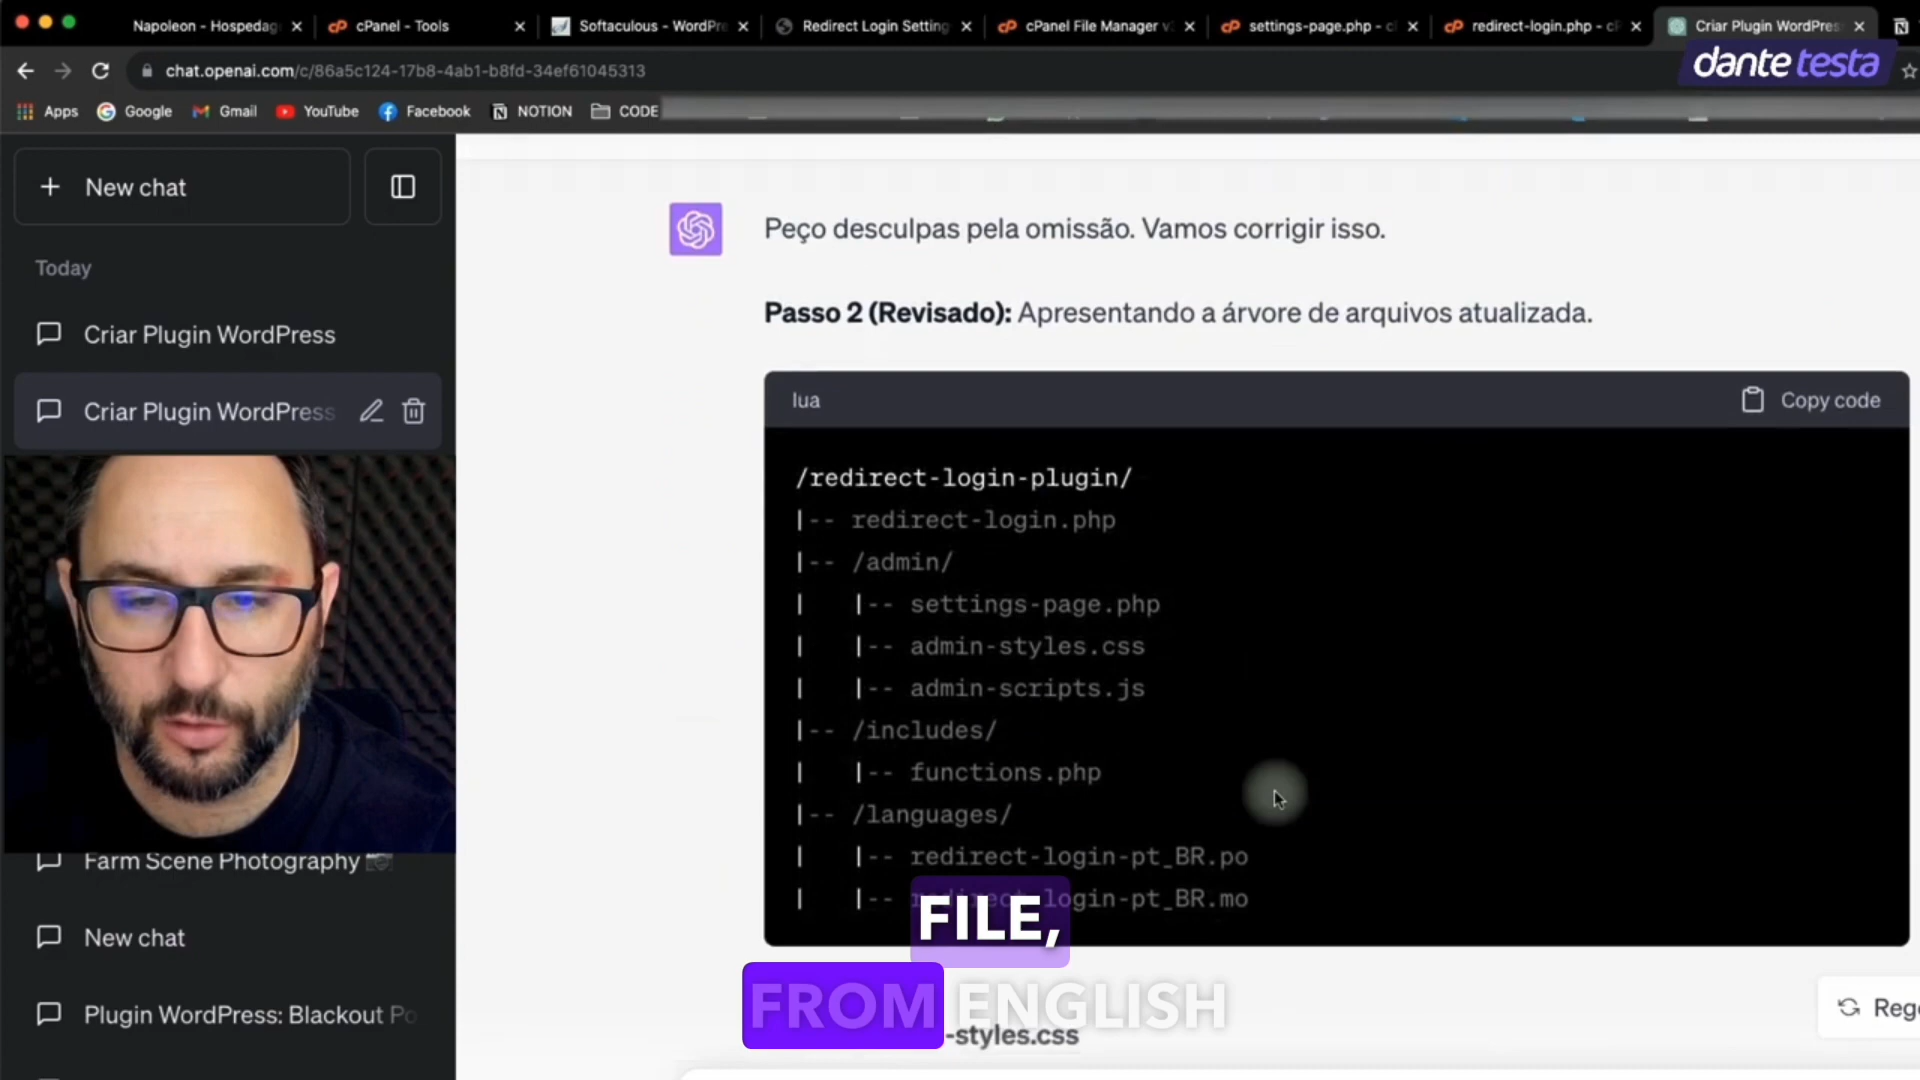 Napoleon - Hospedag
cPanel - Tools
Softaculous - WordPre
Redirect Login Setting
cPanel File Manager v
settings-page.php - c
redirect-login.php - cP
Criar Plugin WordPres
dante testa
chat.openai.com/c/86a5c124-17b8-4ab1-b8fd-34ef61045313
Apps
Google
Gmail
YouTube
Facebook
NOTION
CODE
New chat
Today
Criar Plugin WordPress
Criar Plugin WordPress
Farm Scene Photography
New chat
Plugin WordPress: Blackout Po
Peço desculpas pela omissão. Vamos corrigir isso.
Passo 2 (Revisado): Apresentando a árvore de arquivos atualizada.
lua
Copy code
/redirect-login-plugin/
|-- redirect-login.php
|-- /admin/
|   |-- settings-page.php
|   |-- admin-styles.css
|   |-- admin-scripts.js
|-- /includes/
|   |-- functions.php
|-- /languages/
|   |-- redirect-login-pt_BR.po
|   |-- redirect-login-pt_BR.mo
FILE,
FROM ENGLISH
-styles.css
Reg